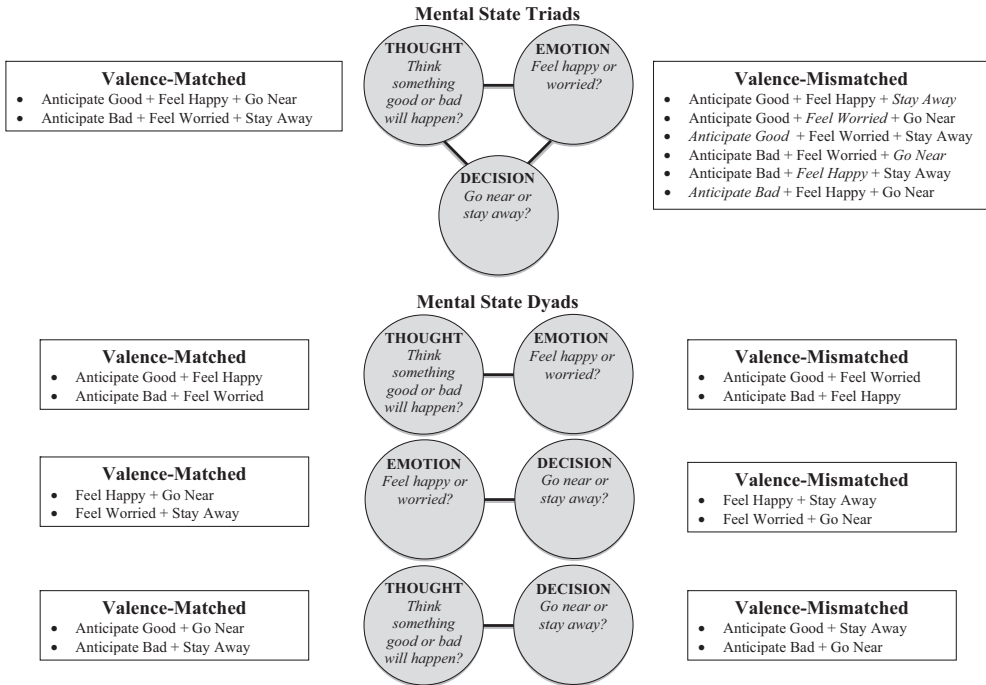 Mental State Triads
Valence-Matched
• Anticipate Good + Feel Happy + Go Near
• Anticipate Bad + Feel Worried + Stay Away
THOUGHT
Think
something
good or bad
will happen?
EMOTION
Feel happy or
worried?
DECISION
Go near or
stay away?
Valence-Mismatched
• Anticipate Good + Feel Happy + Stay Away
• Anticipate Good + Feel Worried + Go Near
• Anticipate Good + Feel Worried + Stay Away
• Anticipate Bad + Feel Worried + Go Near
• Anticipate Bad + Feel Happy + Stay Away
• Anticipate Bad + Feel Happy + Go Near
Mental State Dyads
Valence-Matched
• Anticipate Good + Feel Happy
• Anticipate Bad + Feel Worried
THOUGHT
Think
something
good or bad
will happen?
EMOTION
Feel happy or
worried?
Valence-Mismatched
• Anticipate Good + Feel Worried
• Anticipate Bad + Feel Happy
Valence-Matched
• Feel Happy + Go Near
• Feel Worried + Stay Away
EMOTION
Feel happy or
worried?
DECISION
Go near or
stay away?
Valence-Mismatched
• Feel Happy + Stay Away
• Feel Worried + Go Near
Valence-Matched
• Anticipate Good + Go Near
• Anticipate Bad + Stay Away
THOUGHT
Think
something
good or bad
will happen?
DECISION
Go near or
stay away?
Valence-Mismatched
• Anticipate Good + Stay Away
• Anticipate Bad + Go Near